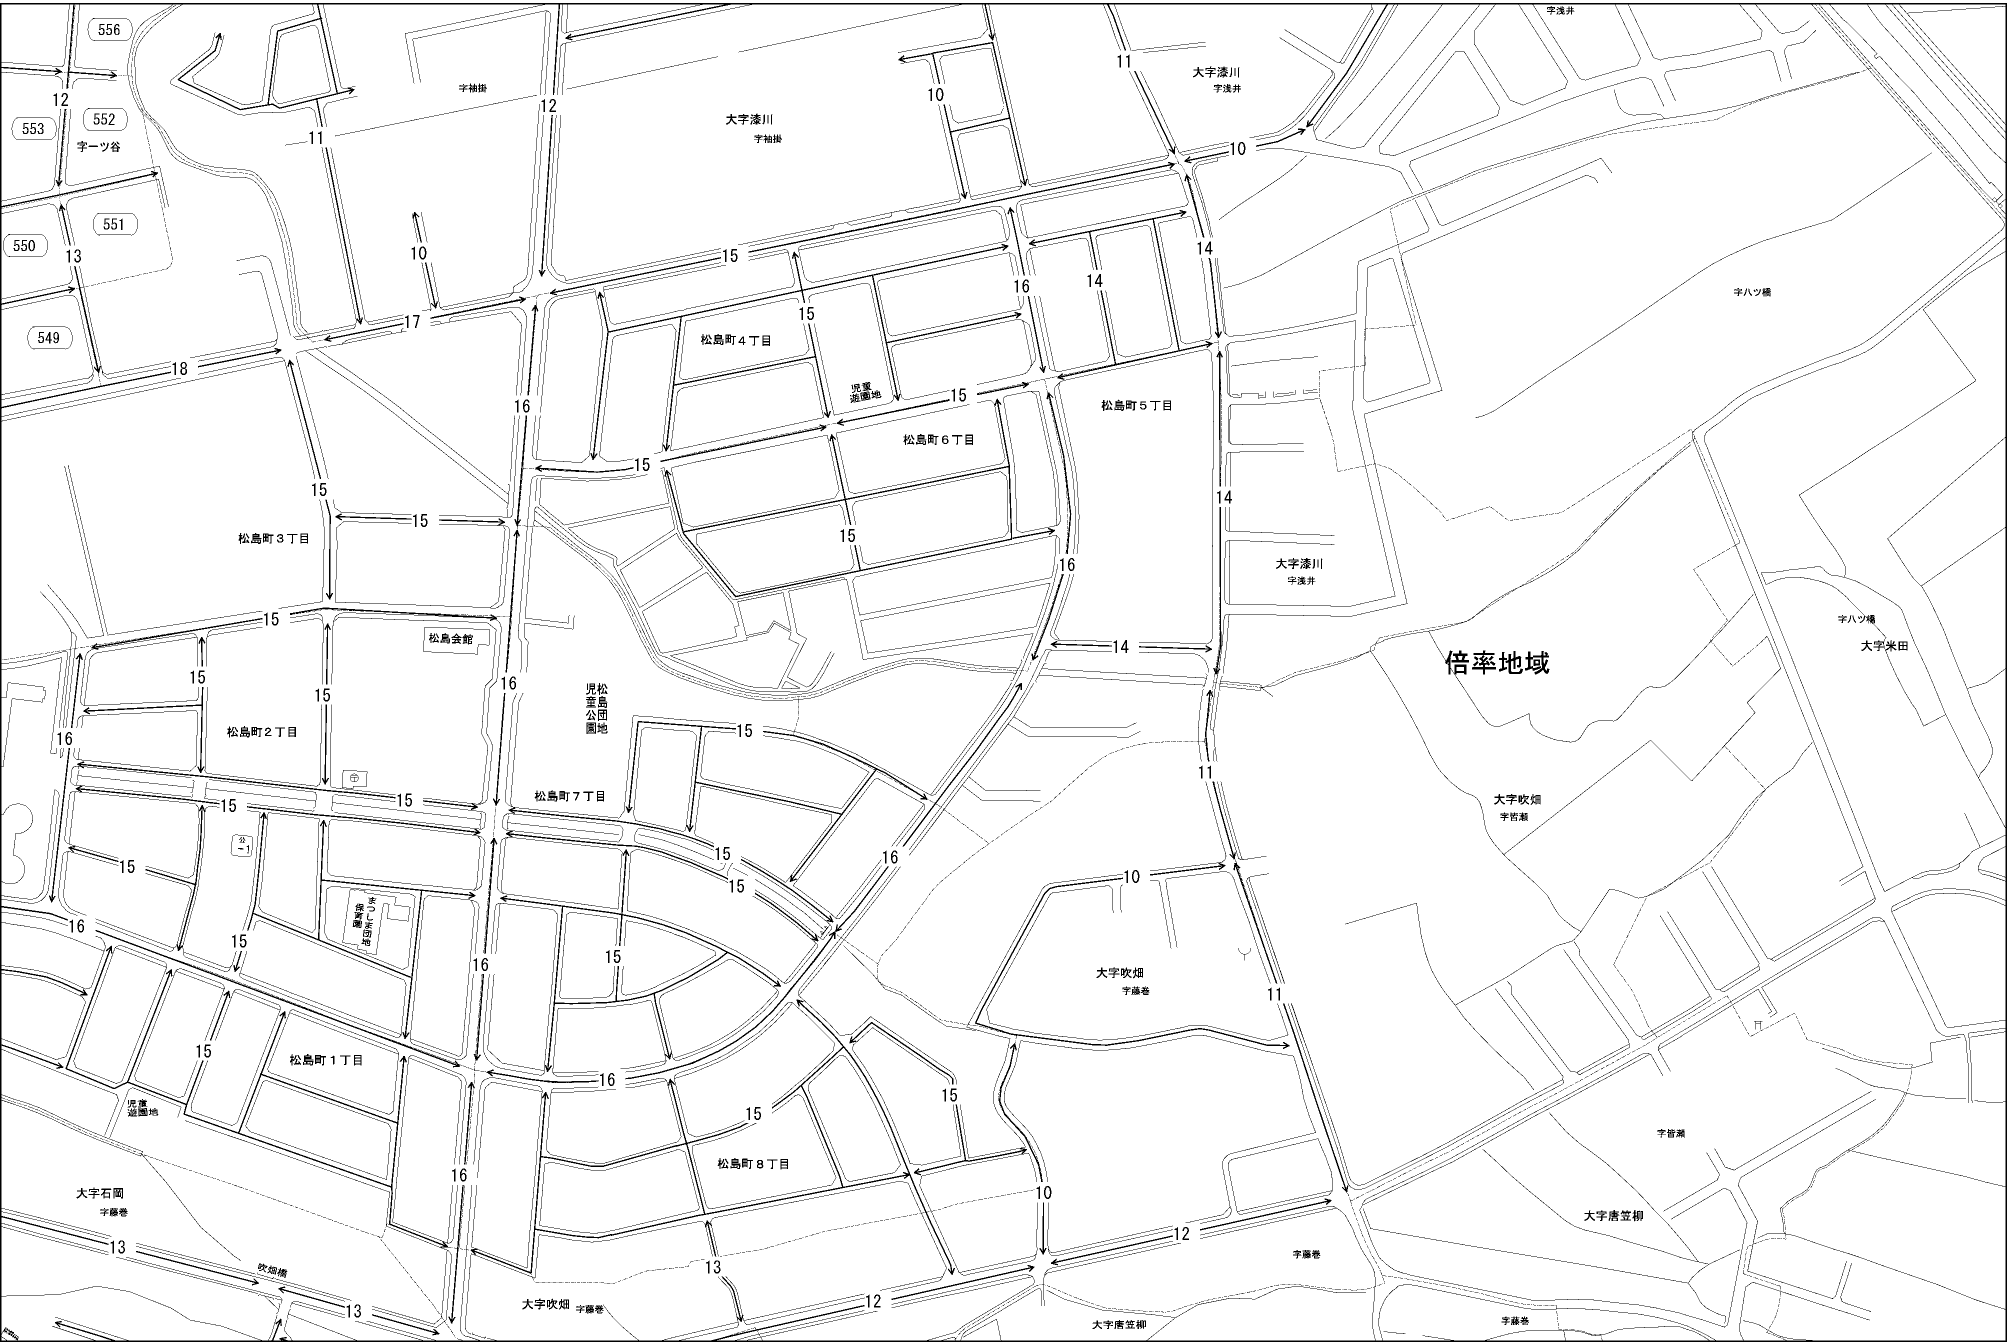 556
字浅井
11
大字漆川
字浅井
12
字袖掛
12
10
552
553
大字漆川
字袖掛
11
字一ツ谷
10
551
550
13
10
15
14
14
16
字八ツ橋
15
17
549
松島町４丁目
18
児童
遊園地
15
16
松島町５丁目
松島町６丁目
15
15
14
15
15
松島町３丁目
16
大字漆川
字浅井
15
字八ツ橋
大字米田
松島会館
14
倍率地域
15
15
16
松島公団
児童園地
松島町２丁目
15
16
11
松島町７丁目
15
15
大字吹畑
字皆瀬
公
-1
15
15
16
15
10
まつしま団地
保育園
16
15
15
16
大字吹畑
字藤巻
11
15
松島町１丁目
16
15
15
児童
遊園地
字皆瀬
松島町８丁目
16
大字石岡
字藤巻
10
大字唐笠柳
12
13
字藤巻
吹畑橋
13
13
大字吹畑
字藤巻
12
大字唐笠柳
字藤巻